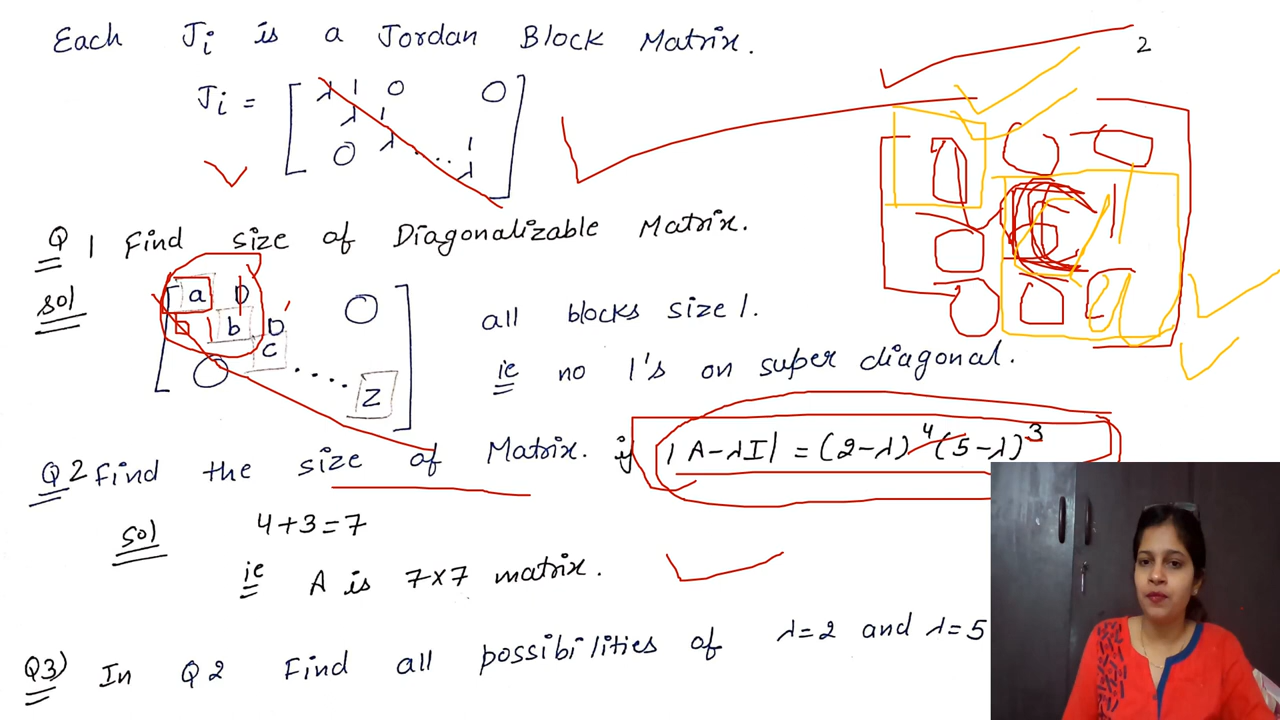 Each Ji is a Jordan Block Matrix.
2
Ji = [ λ 1 0 0
λ 1
0 λ .... 1
λ ]
Q1 Find size of Diagonalizable Matrix.
Sol
[ a 0 0
0 b 0
c
0 ....
z ]
all blocks size 1.
ie no 1's on super diagonal.
Q2 Find the size of Matrix. if |A-λI| = (2-λ)⁴(5-λ)³
Sol 4+3=7
ie A is 7×7 matrix.
Q3) In Q2 Find all possibilities of λ=2 and λ=5